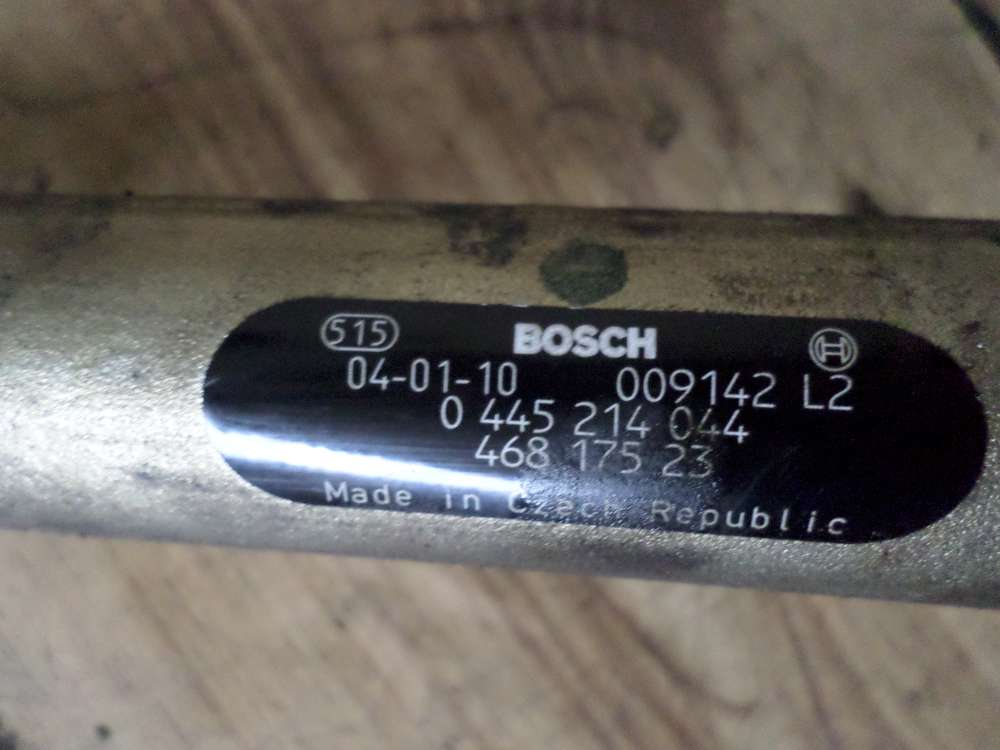 515 BOSCH
04-01-10 009142 L2
0 445 214 044
468 175 23
Made in Czech Republic